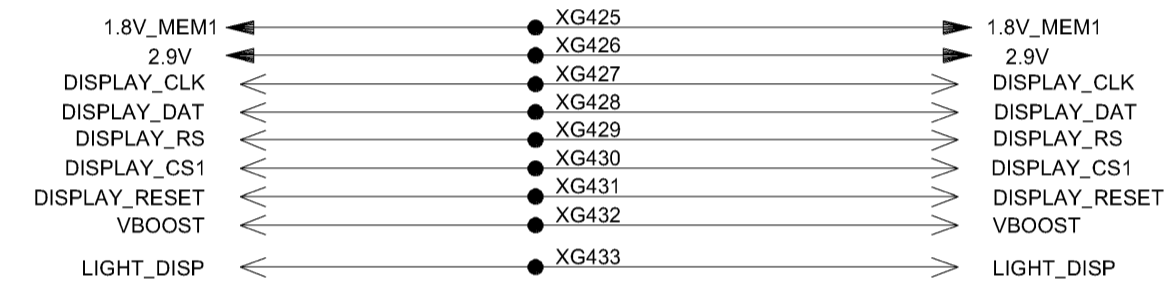 1.8V_MEM1 XG425 1.8V_MEM1
2.9V XG426 2.9V
DISPLAY_CLK XG427 DISPLAY_CLK
DISPLAY_DAT XG428 DISPLAY_DAT
DISPLAY_RS XG429 DISPLAY_RS
DISPLAY_CS1 XG430 DISPLAY_CS1
DISPLAY_RESET XG431 DISPLAY_RESET
VBOOST XG432 VBOOST
LIGHT_DISP XG433 LIGHT_DISP